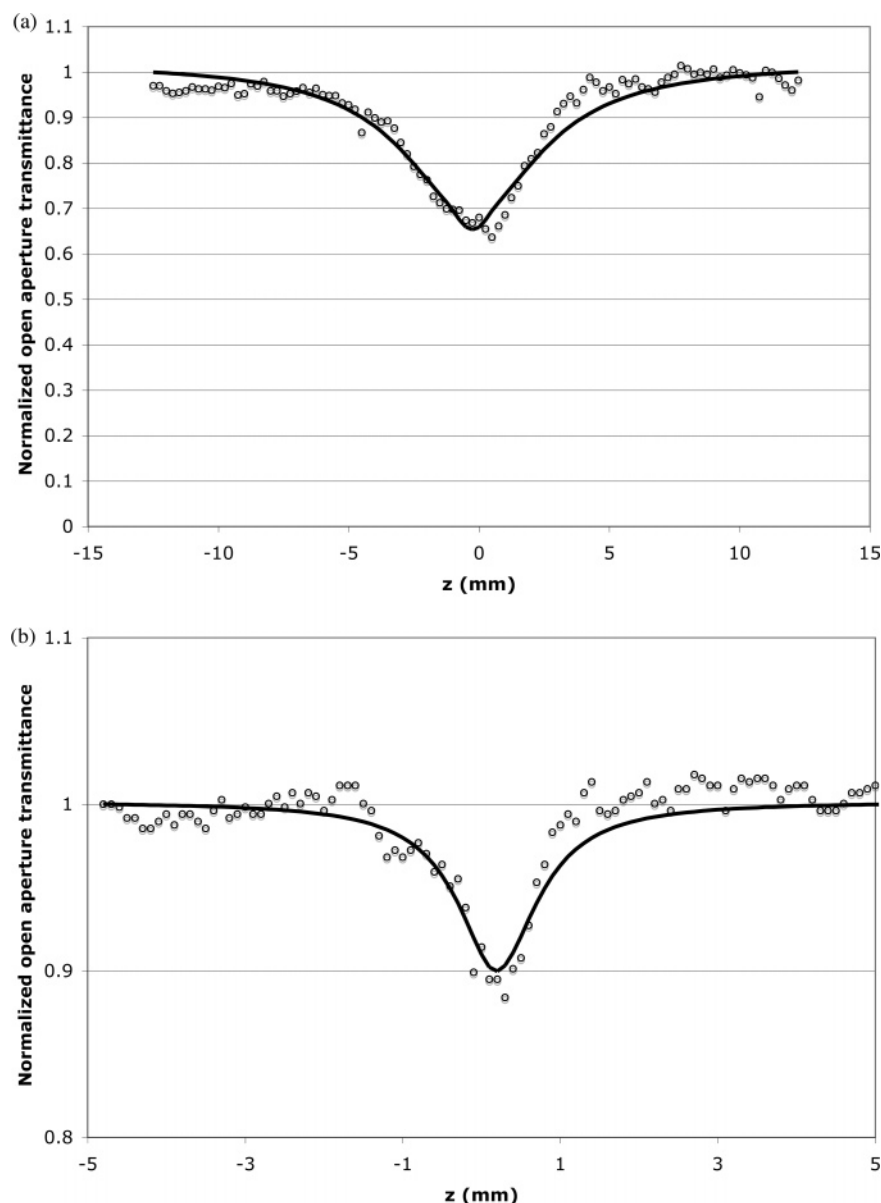 (a)
1.1
1
0.9
0.8
0.7
0.6
0.5
0.4
0.3
0.2
0.1
0
Normalized open aperture transmittance
-15 -10 -5 0 5 10 15
z (mm)
(b)
1.1
1
0.9
0.8
Normalized open aperture transmittance
-5 -3 -1 1 3 5
z (mm)